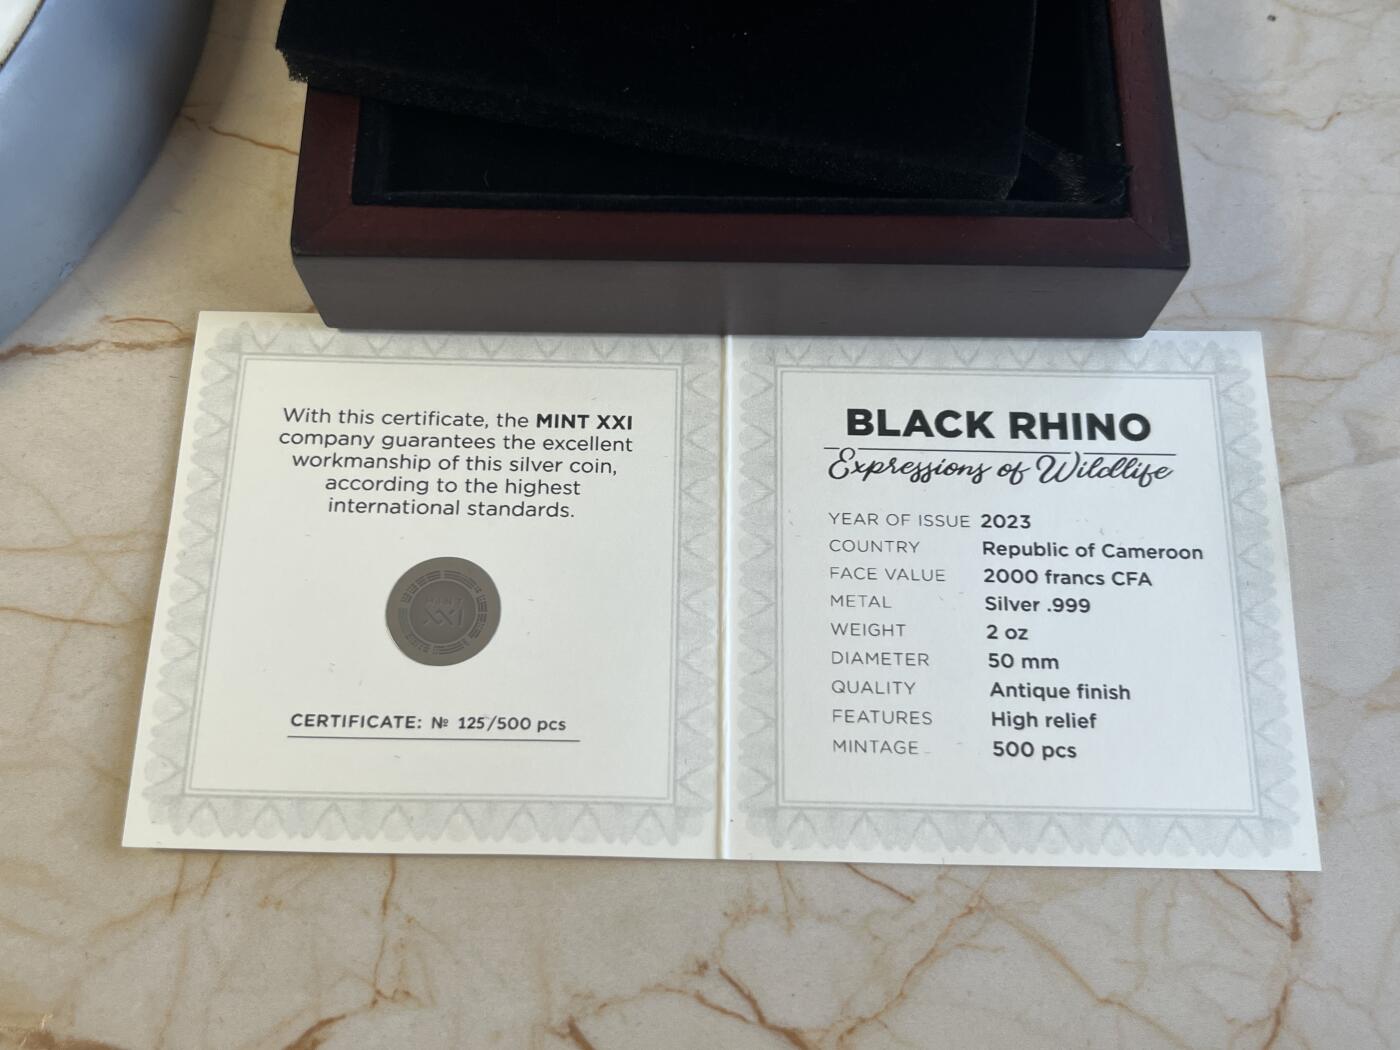 With this certificate, the MINT XXI
company guarantees the excellent
workmanship of this silver coin,
according to the highest
international standards.
MINT
XXI
CERTIFICATE: № 125/500 pcs
BLACK RHINO
Expressions of Wildlife
YEAR OF ISSUE 2023
COUNTRY Republic of Cameroon
FACE VALUE 2000 francs CFA
METAL Silver .999
WEIGHT 2 oz
DIAMETER 50 mm
QUALITY Antique finish
FEATURES High relief
MINTAGE 500 pcs